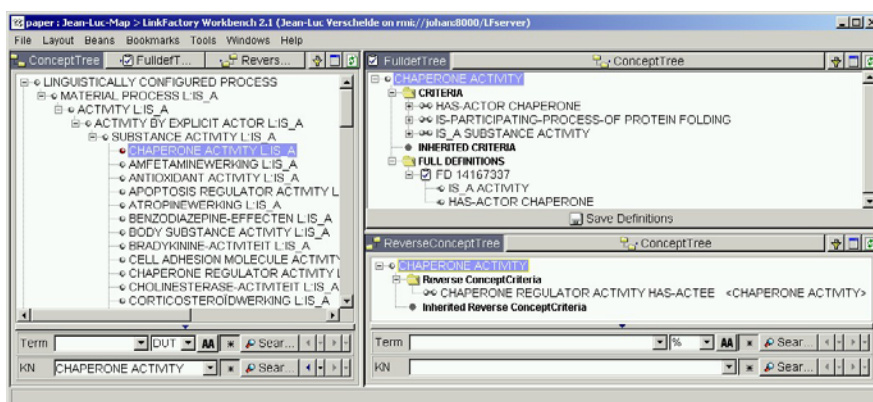 paper : Jean-Luc-Map > LinkFactory Workbench 2.1 (Jean-Luc Verschelde on rmi://johan:8000/LFserver)
File Layout Beans Bookmarks Tools Windows Help
ConceptTree FulldefT... Revers...
LINGUISTICALLY CONFIGURED PROCESS
MATERIAL PROCESS L:IS_A
ACTIVITY L:IS_A
ACTIVITY BY EXPLICIT ACTOR L:IS_A
SUBSTANCE ACTIVITY L:IS_A
CHAPERONE ACTIVITY L:IS_A
AMFETAMINEWERKING L:IS_A
ANTIOXIDANT ACTIVITY L:IS_A
APOPTOSIS REGULATOR ACTIVITY L
ATROPINEWERKING L:IS_A
BENZODIAZEPINE-EFFECTEN L:IS_A
BODY SUBSTANCE ACTIVITY L:IS_A
BRADYKININE-ACTIVITEIT L:IS_A
CELL ADHESION MOLECULE ACTIVITY
CHAPERONE REGULATOR ACTIVITY L
CHOLINESTERASE-ACTIVITEIT L:IS_A
CORTICOSTEROÏDWERKING L:IS_A
Term DUT AA Sear...
KN CHAPERONE ACTIVITY Sear...
FulldefTree ConceptTree
CHAPERONE ACTIVITY
CRITERIA
HAS-ACTOR CHAPERONE
IS-PARTICIPATING-PROCESS-OF PROTEIN FOLDING
IS_A SUBSTANCE ACTIVITY
INHERITED CRITERIA
FULL DEFINITIONS
FD 14167337
IS_A ACTIVITY
HAS-ACTOR CHAPERONE
Save Definitions
ReverseConceptTree ConceptTree
CHAPERONE ACTIVITY
Reverse ConceptCriteria
CHAPERONE REGULATOR ACTIVITY HAS-ACTEE <CHAPERONE ACTIVITY>
Inherited Reverse ConceptCriteria
Term % AA Sear...
KN Sear...